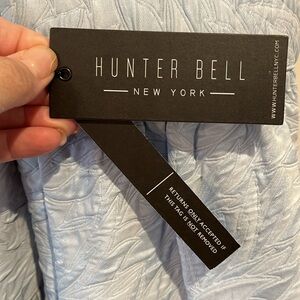 HUNTER BELL
NEW YORK
WWW.HUNTERBELLNYC.COM
RETURNS ONLY ACCEPTED IF
THIS TAG IS NOT REMOVED